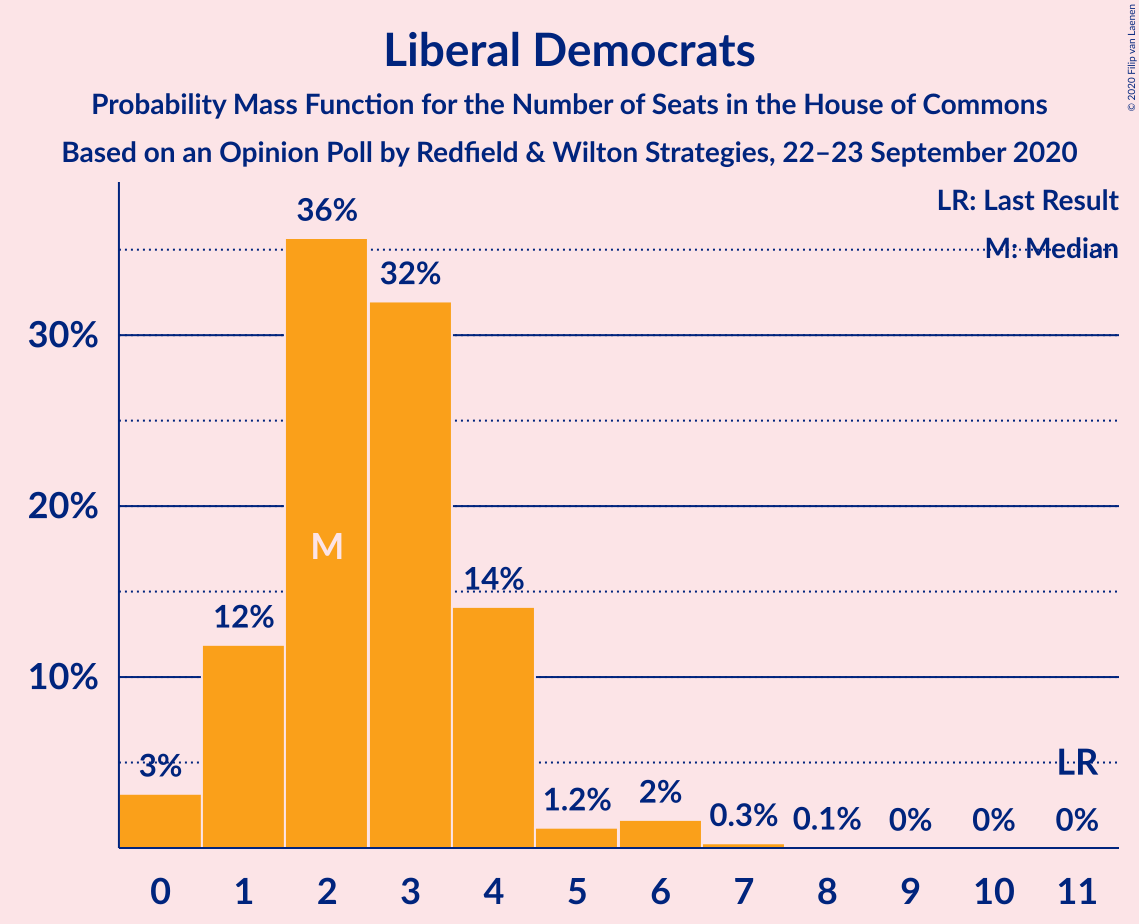 © 2020 Filip van Laenen
Liberal Democrats
Probability Mass Function for the Number of Seats in the House of Commons
Based on an Opinion Poll by Redfield & Wilton Strategies, 22–23 September 2020
LR: Last Result
M: Median
36%
32%
30%
20%
M
14%
12%
10%
3%
LR
1.2%
2%
0.3%
0.1%
0%
0%
0%
0 1 2 3 4 5 6 7 8 9 10 11